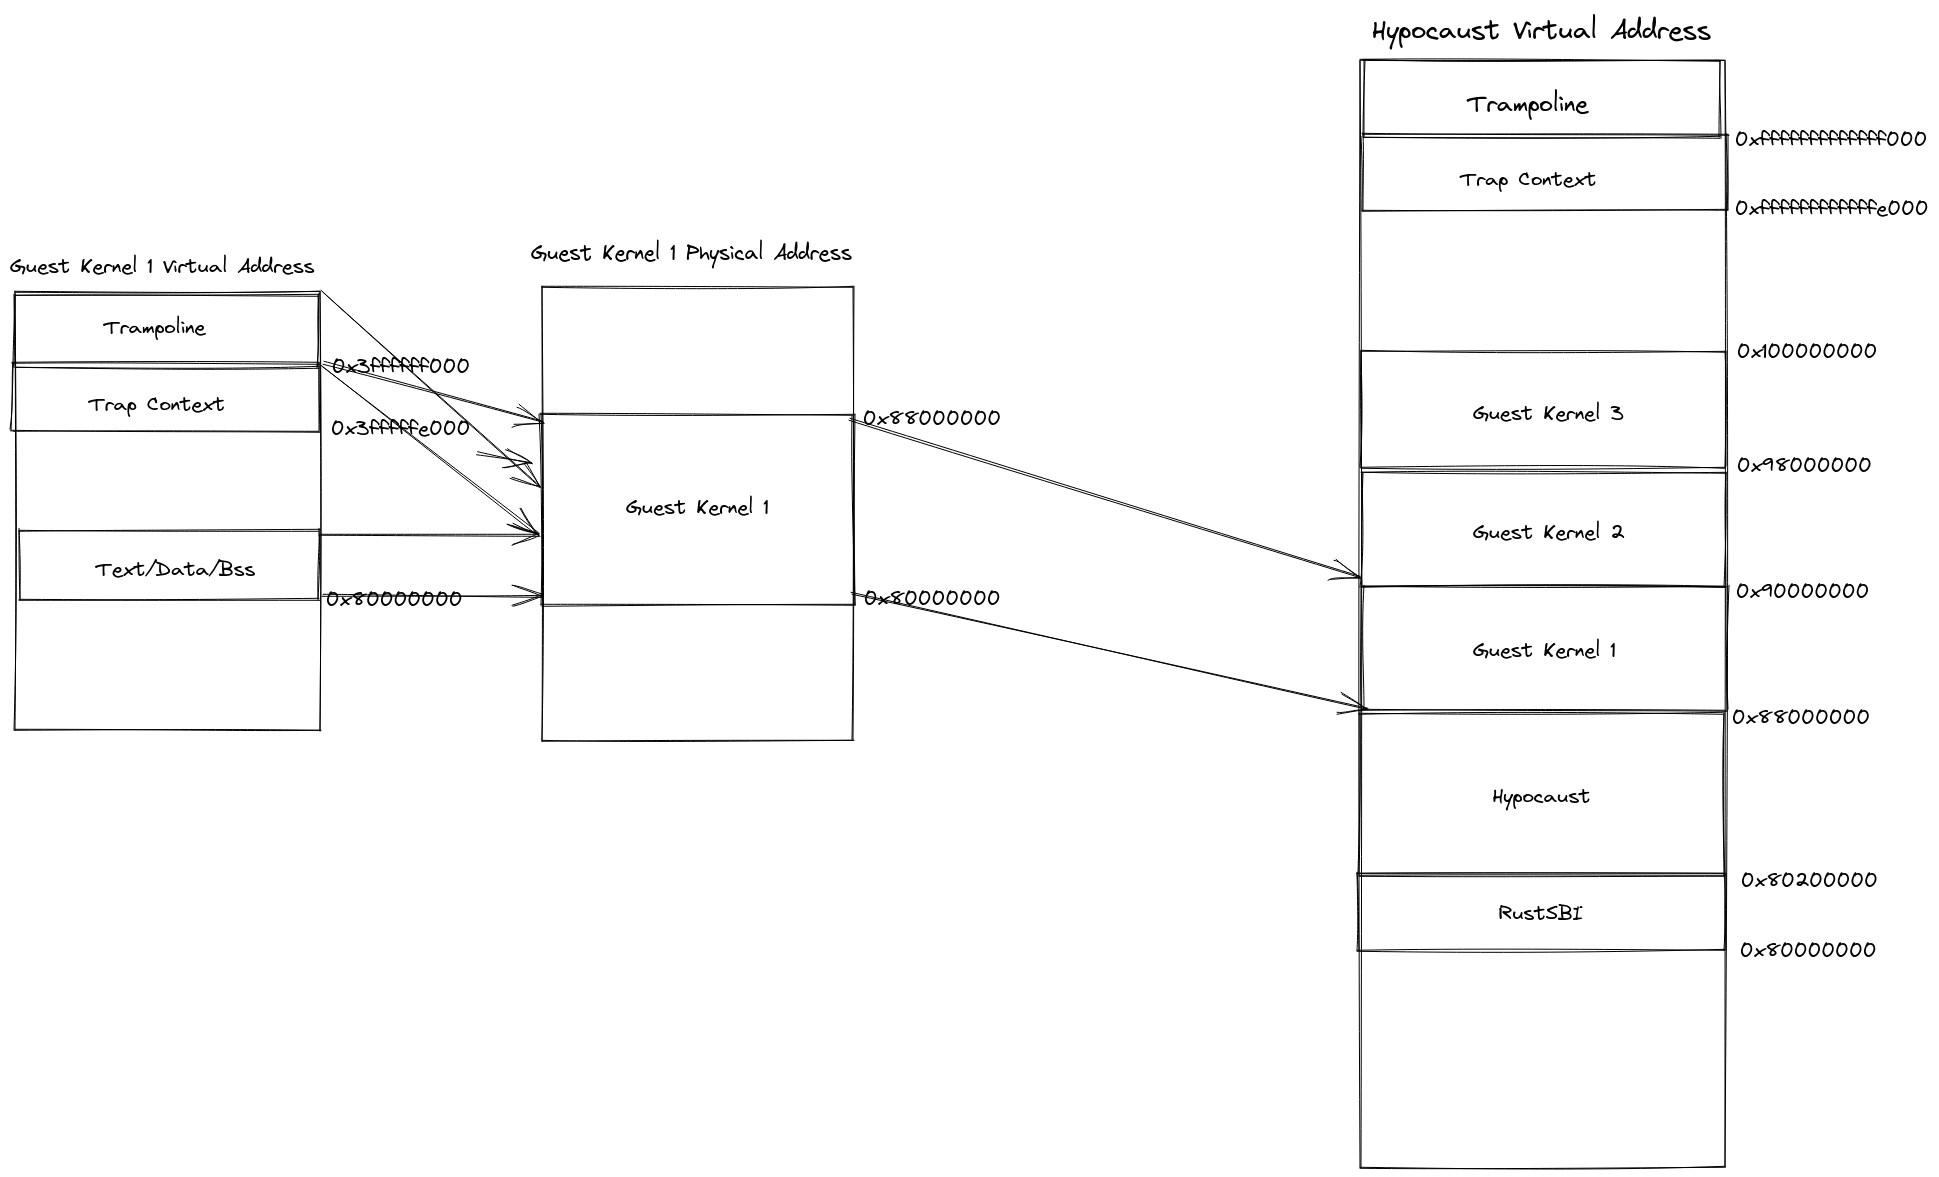 Hypocaust Virtual Address
Trampoline
0xfffffffffffff000
Trap Context
0xffffffffffffe000
Guest Kernel 1 Virtual Address
Trampoline
0x3ffffff000
Trap Context
0x3fffffe000
Text/Data/Bss
0x80000000
Guest Kernel 1 Physical Address
0x88000000
Guest Kernel 1
0x80000000
0x100000000
Guest Kernel 3
0x98000000
Guest Kernel 2
0x90000000
Guest Kernel 1
0x88000000
Hypocaust
0x80200000
RustSBI
0x80000000